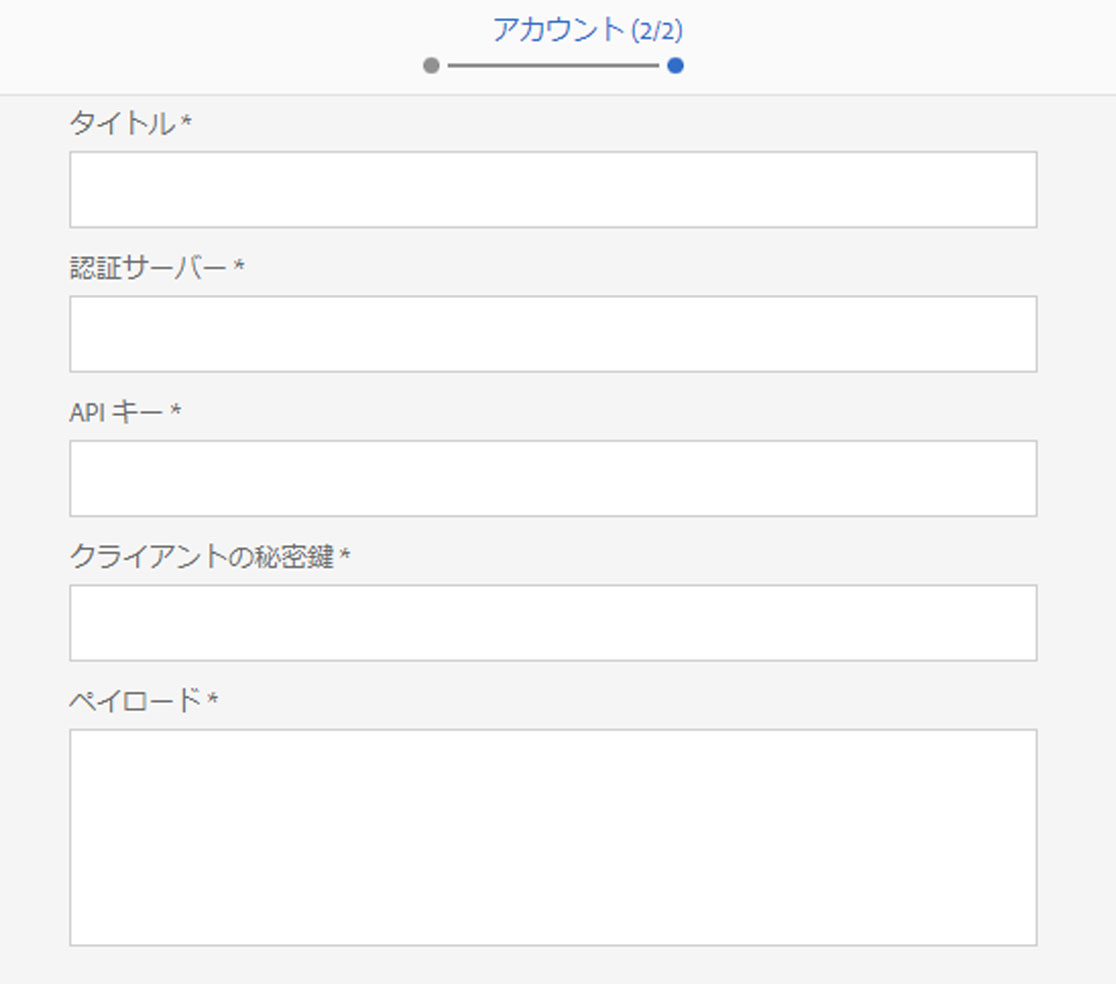 アカウント (2/2)
タイトル *
認証サーバー *
API キー *
クライアントの秘密鍵 *
ペイロード *